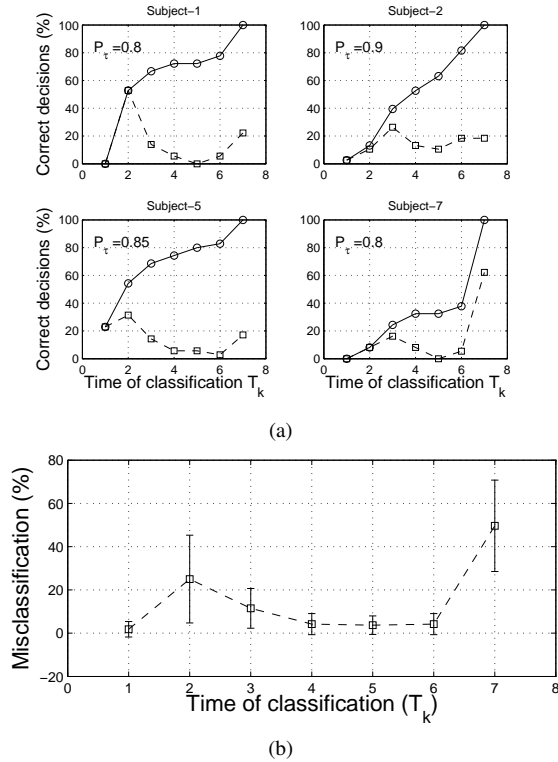 Subject-1
Subject-2
Correct decisions (%)
100
80
60
40
20
0
P_τ=0.8
0 2 4 6 8
100
80
60
40
20
0
P_τ=0.9
0 2 4 6 8
Subject-5
Subject-7
Correct decisions (%)
100
80
60
40
20
0
P_τ=0.85
0 2 4 6 8
Time of classification T_k
100
80
60
40
20
0
P_τ=0.8
0 2 4 6 8
Time of classification T_k
(a)
Misclassification (%)
80
60
40
20
0
−20
0 1 2 3 4 5 6 7 8
Time of classification (T_k)
(b)